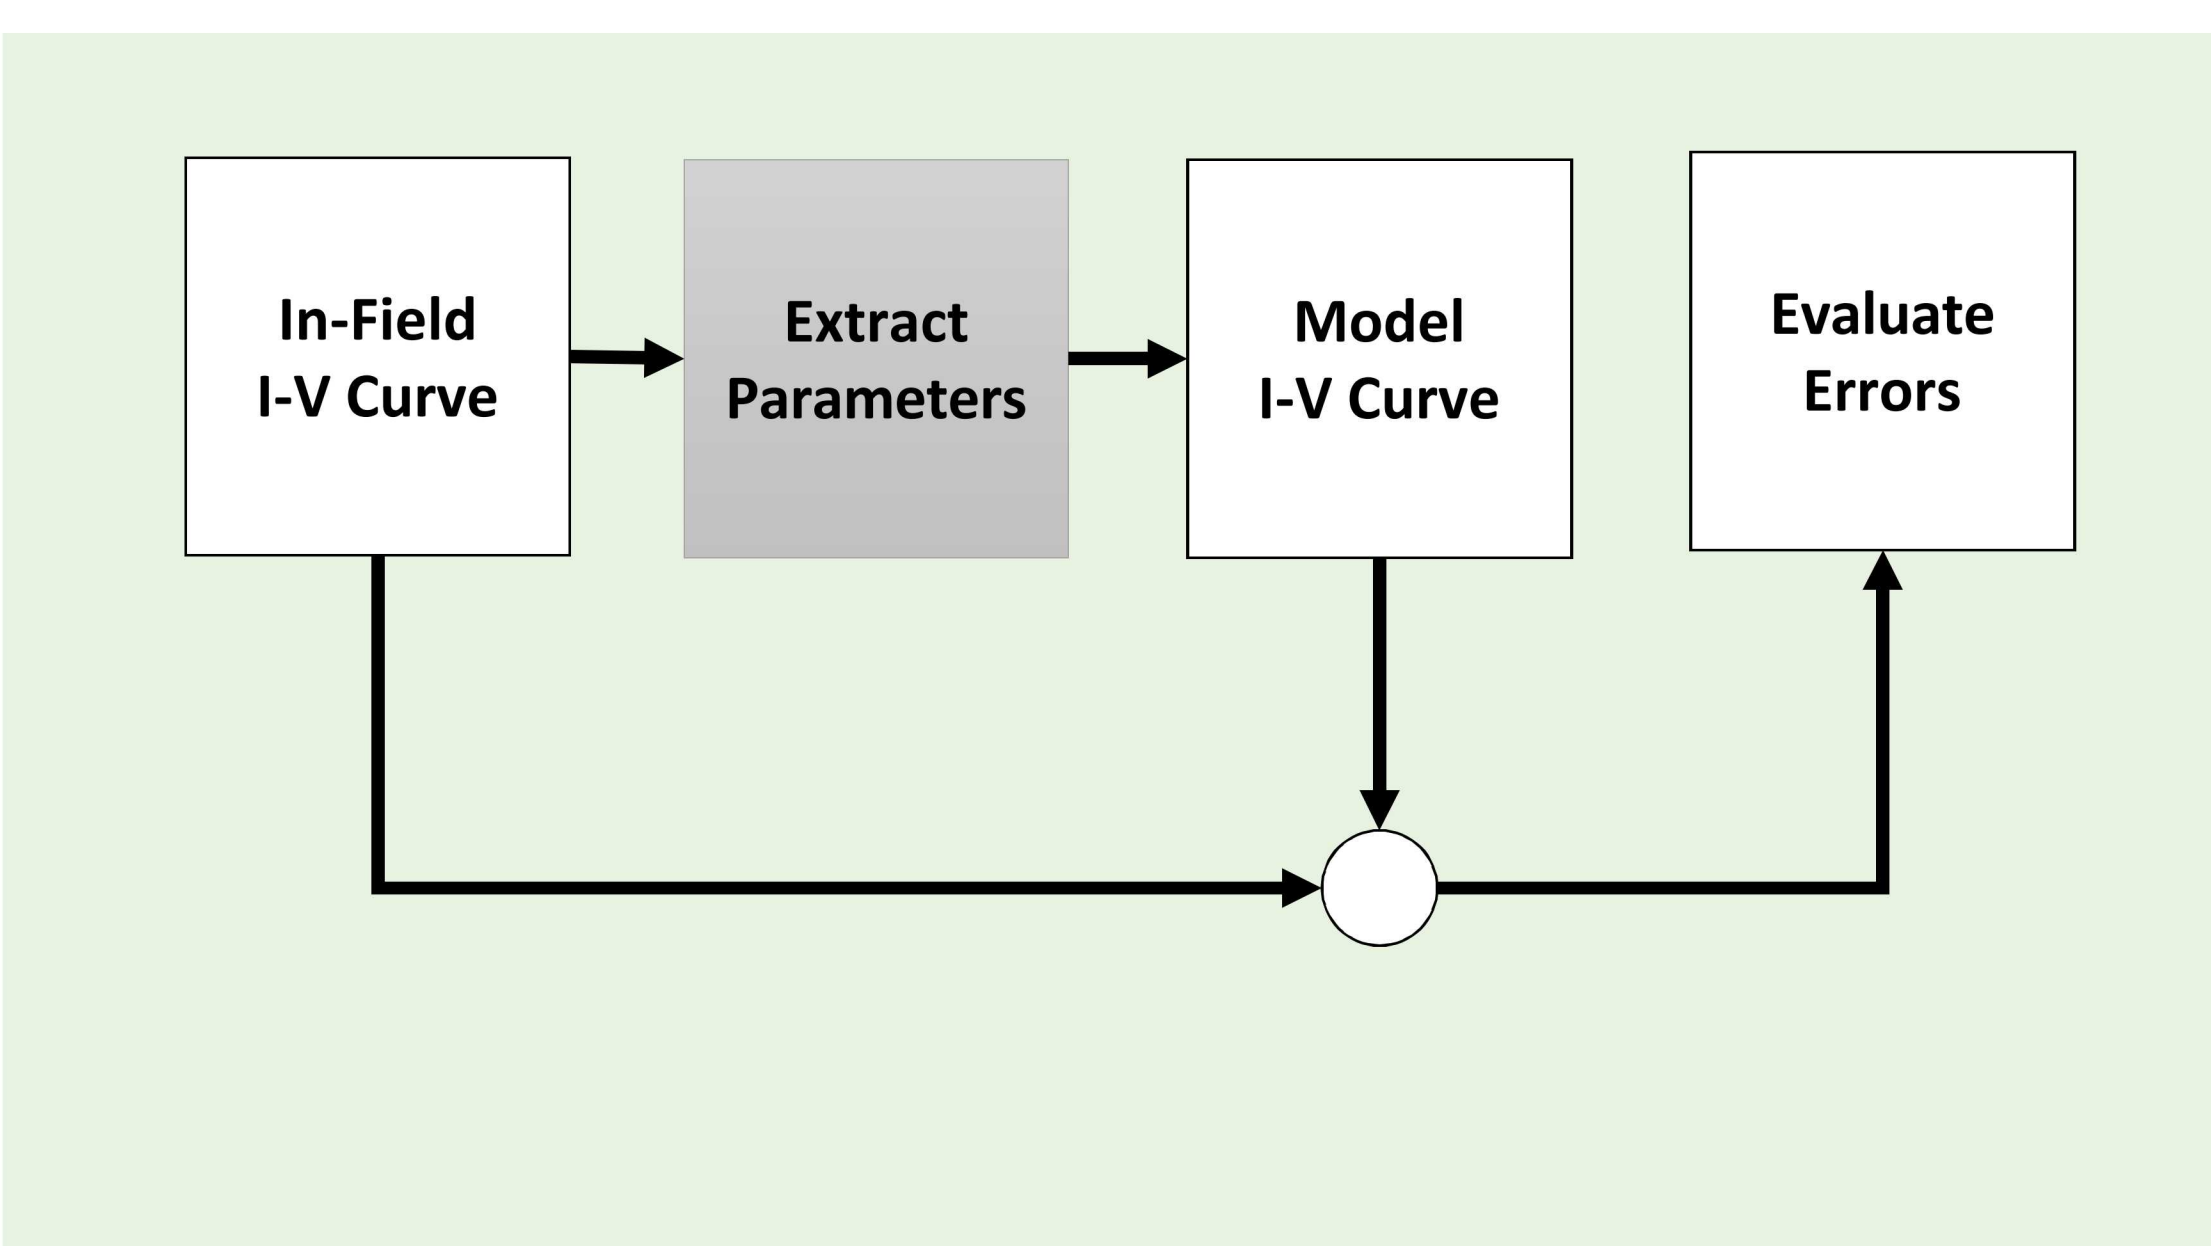 In-Field
I-V Curve
Extract
Parameters
Model
I-V Curve
Evaluate
Errors